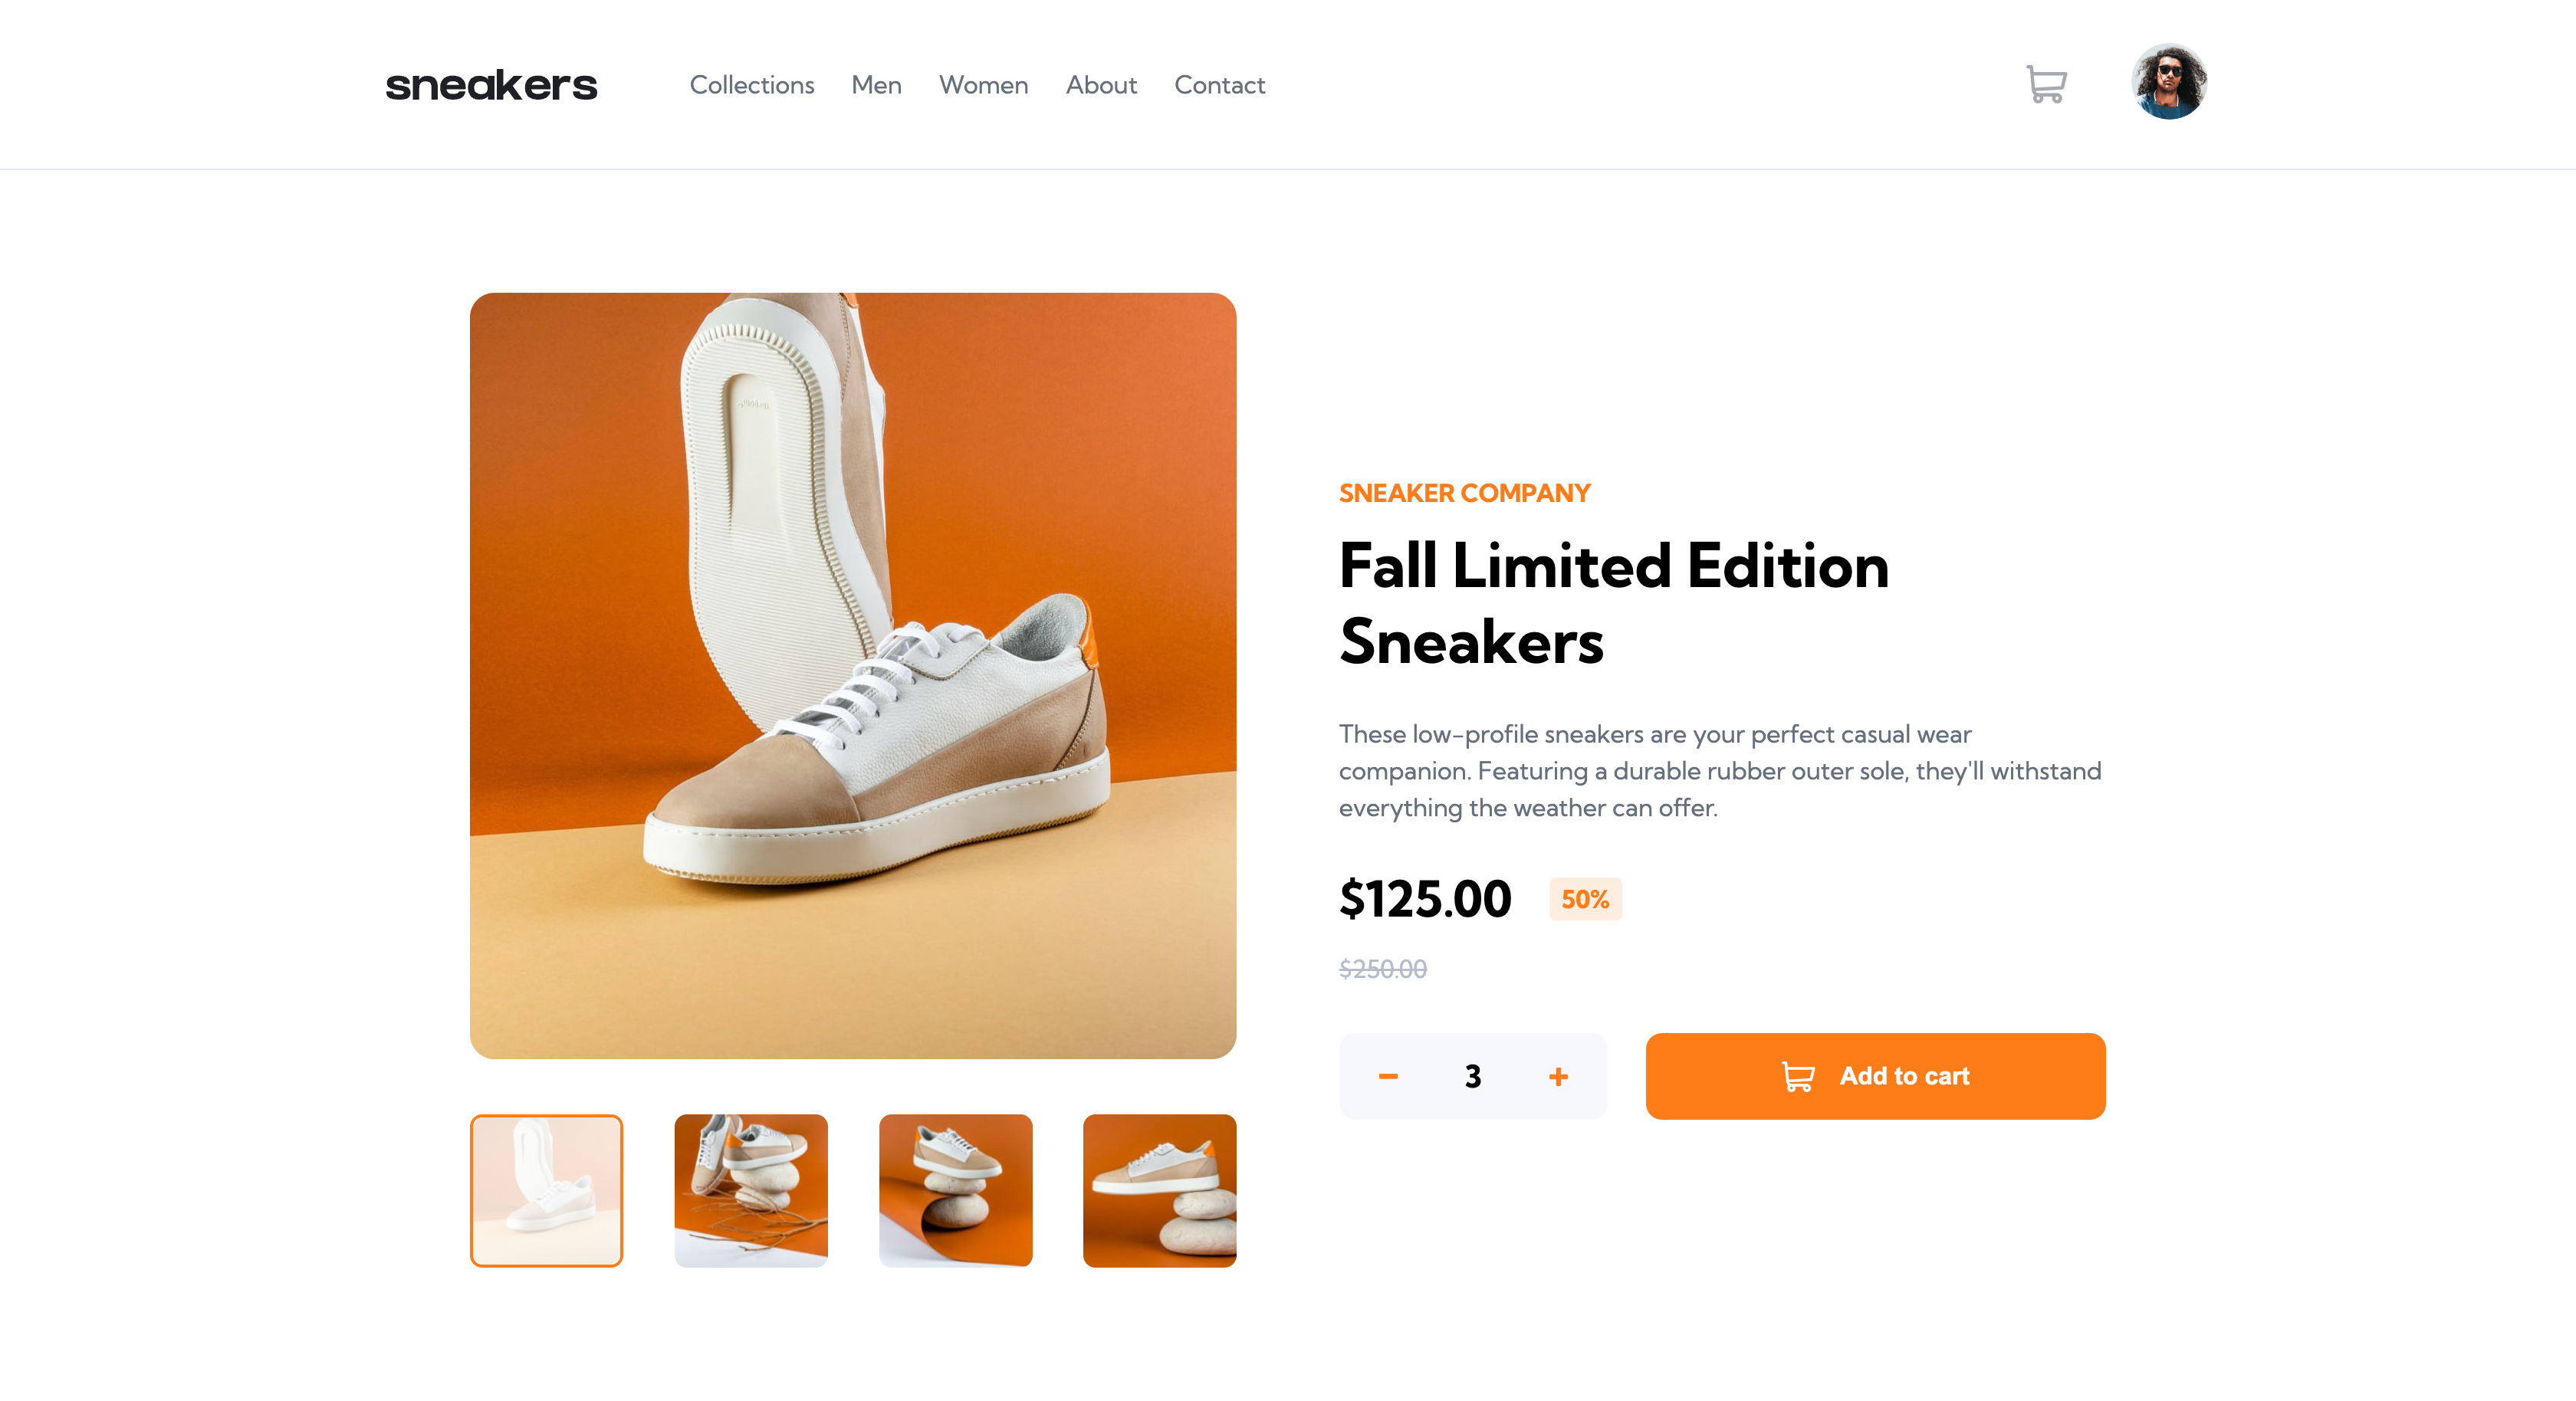 sneakers
Collections Men Women About Contact
SNEAKER COMPANY
Fall Limited Edition
Sneakers
These low-profile sneakers are your perfect casual wear
companion. Featuring a durable rubber outer sole, they'll withstand
everything the weather can offer.
$125.00 50%
$250.00
3
Add to cart